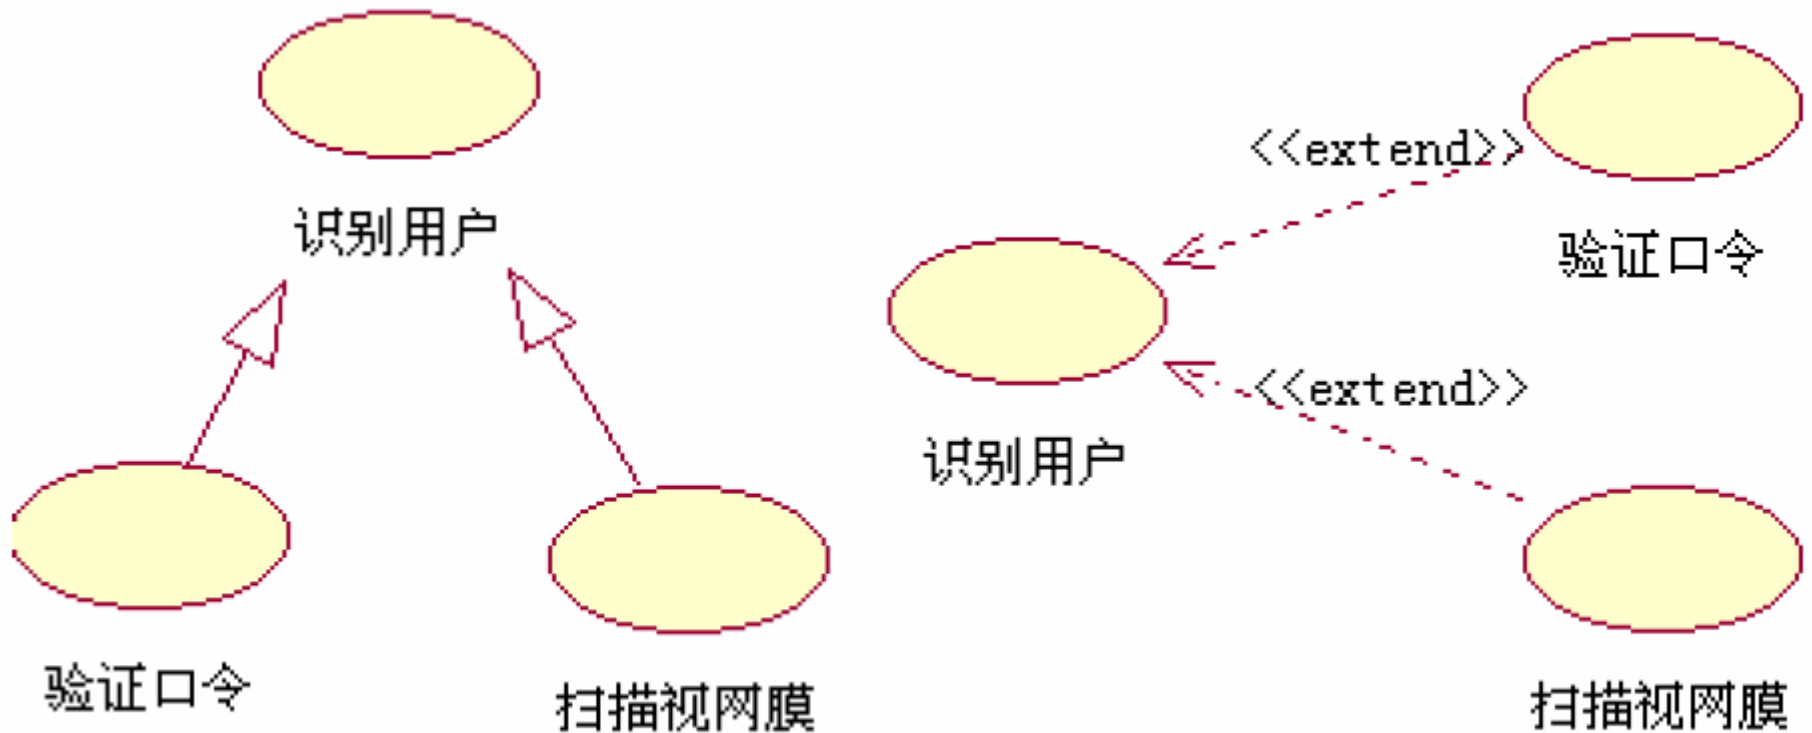 识别用户
验证口令
扫描视网膜
<<extend>>
验证口令
识别用户
<<extend>>
扫描视网膜